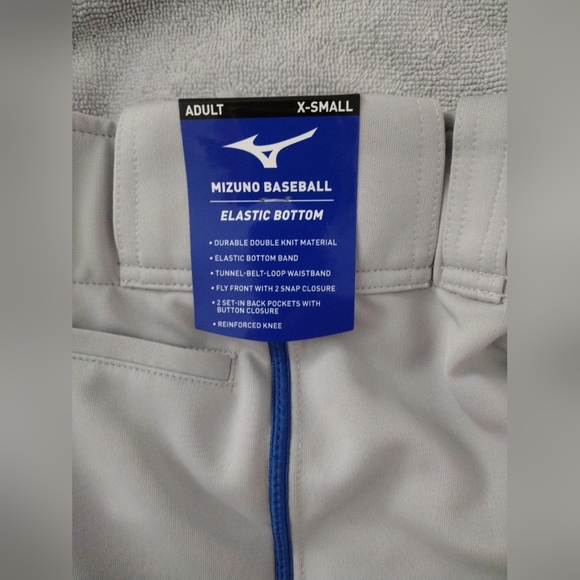 ADULT X-SMALL
MIZUNO BASEBALL
ELASTIC BOTTOM
• DURABLE DOUBLE KNIT MATERIAL
• ELASTIC BOTTOM BAND
• TUNNEL-BELT-LOOP WAISTBAND
• FLY FRONT WITH 2 SNAP CLOSURE
• 2 SET-IN BACK POCKETS WITH
BUTTON CLOSURE
• REINFORCED KNEE